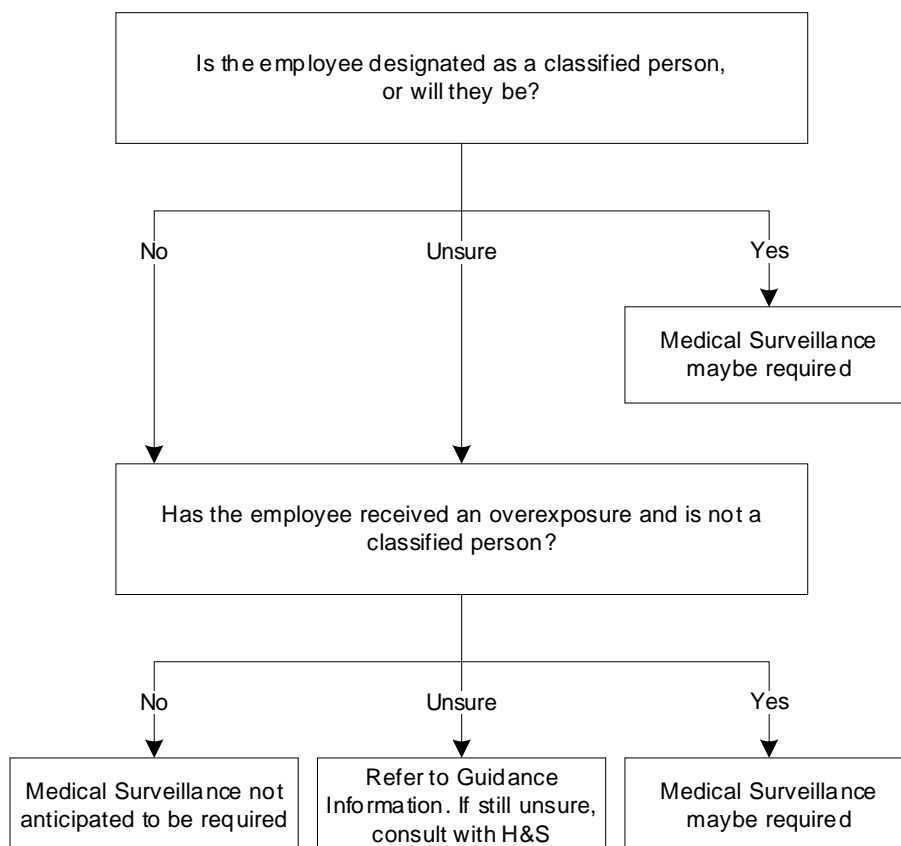 Is the employee designated as a classified person,
or will they be?
No
Unsure
Yes
Medical Surveillance
maybe required
Has the employee received an overexposure and is not a
classified person?
No
Unsure
Yes
Medical Surveillance not
anticipated to be required
Refer to Guidance
Information. If still unsure,
consult with H&S
Medical Surveillance
maybe required